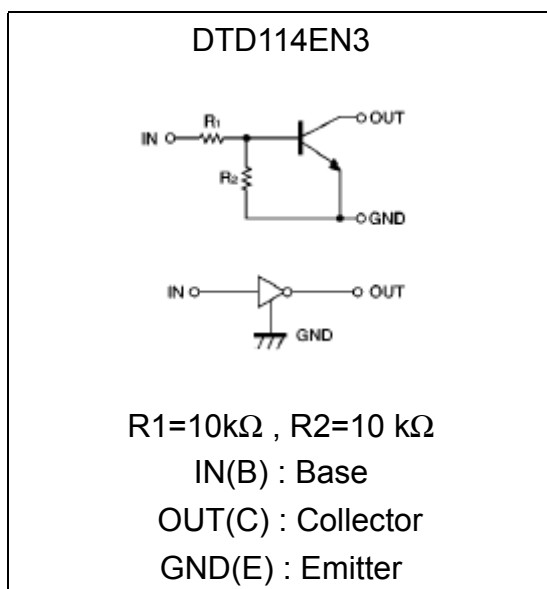 DTD114EN3
R1
OUT
IN
R2
GND
IN
OUT
GND
R1=10kΩ , R2=10 kΩ
IN(B) : Base
OUT(C) : Collector
GND(E) : Emitter